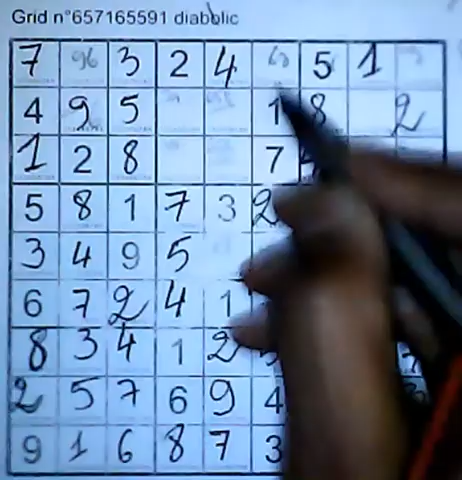 Grid n°657165591 diabolic
7 3 2 4 5 1
4 9 5 1 8 2
1 2 8 7
5 8 1 7 3 2
3 4 9 5
6 7 2 4 1
8 3 4 1 2
2 5 7 6 9 4
9 1 6 8 7 3